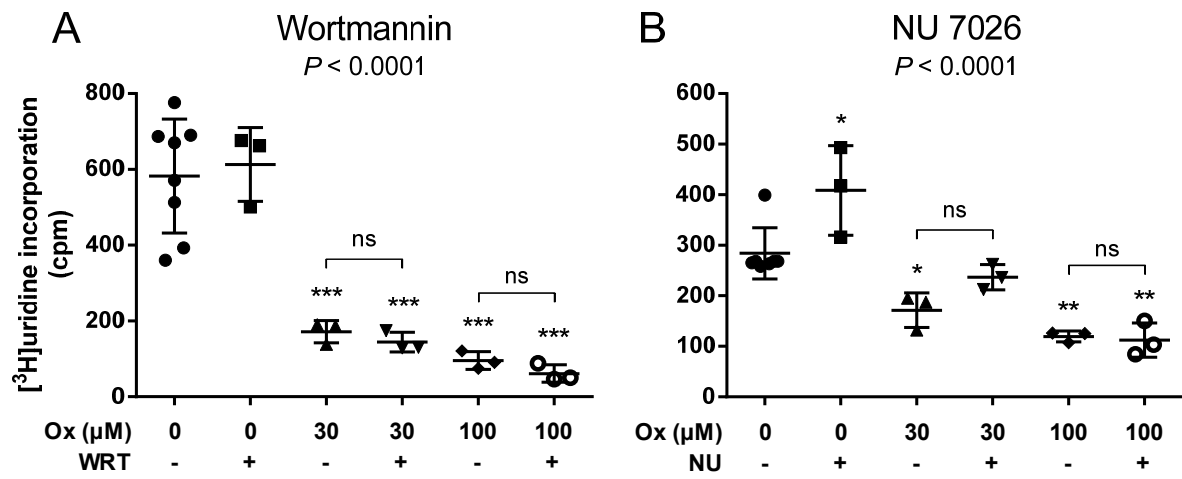 A
Wortmannin
P < 0.0001
[³H]uridine incorporation
(cpm)
800
600
400
200
0
ns
ns
***
***
***
***
Ox (µM) 0 0 30 30 100 100
WRT - + - + - +
B
NU 7026
P < 0.0001
600
500
400
300
200
100
0
*
ns
ns
*
**
**
Ox (µM) 0 0 30 30 100 100
NU - + - + - +